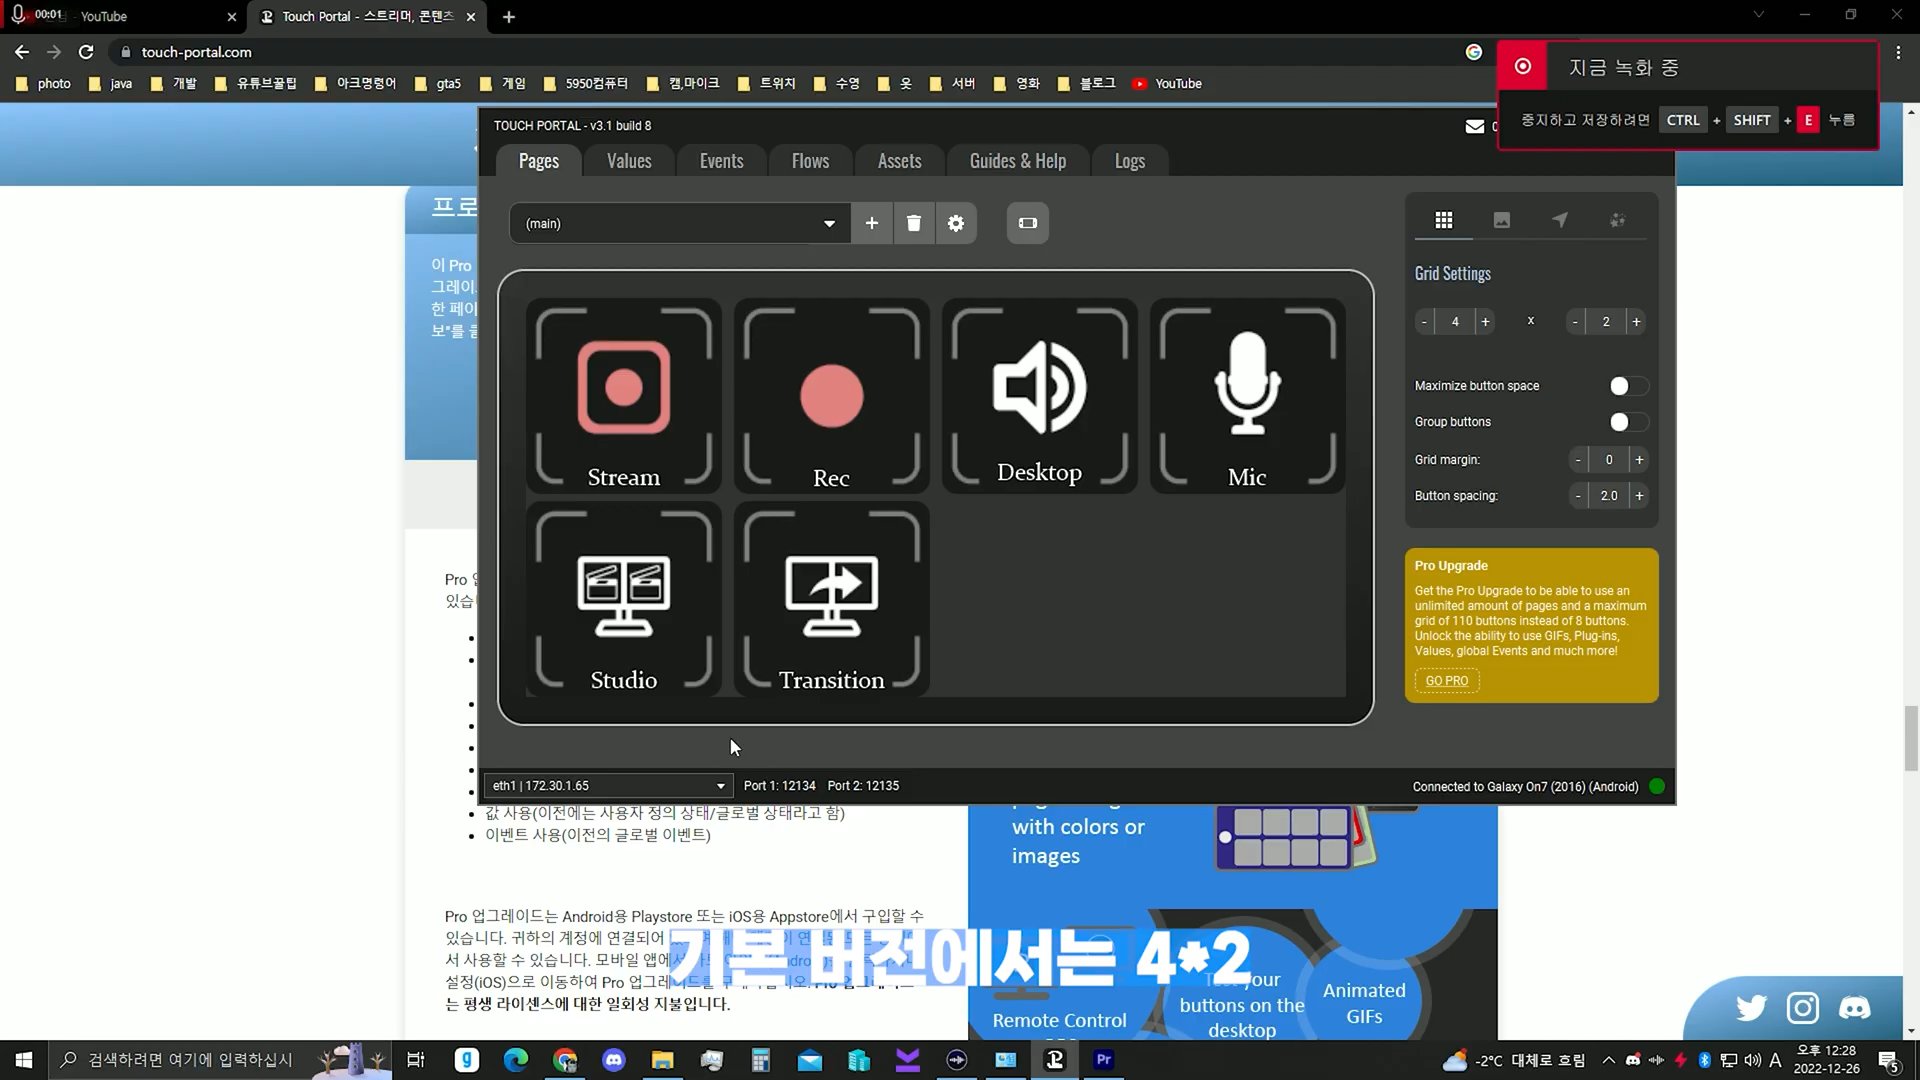 00:01
YouTube
Touch Portal - 스트리머, 콘텐츠
touch-portal.com
photo
java
개발
유튜브꿀팁
아크명령어
gta5
게임
5950컴퓨터
캠,마이크
트위치
수영
옷
서버
영화
블로그
YouTube
지금 녹화 중
중지하고 저장하려면 CTRL + SHIFT + E 누름
TOUCH PORTAL - v3.1 build 8
Pages
Values
Events
Flows
Assets
Guides & Help
Logs
(main)
Stream
Rec
Desktop
Mic
Studio
Transition
Grid Settings
- 4 + x - 2 +
Maximize button space
Group buttons
Grid margin: - 0 +
Button spacing: - 2.0 +
Pro Upgrade
Get the Pro Upgrade to be able to use an
unlimited amount of pages and a maximum
grid of 110 buttons instead of 8 buttons.
Unlock the ability to use GIFs, Plug-ins,
Values, global Events and much more!
GO PRO
eth1 | 172.30.1.65
Port 1: 12134 Port 2: 12135
Connected to Galaxy On7 (2016) (Android)
프로
이 Pro
한 페이
Pro
값 사용(이전에는 사용자 정의 상태/글로벌 상태라고 함)
이벤트 사용(이전의 글로벌 이벤트)
Pro 업그레이드는 Android용 Playstore 또는 iOS용 Appstore에서 구입할 수
있습니다. 귀하의 계정에 연결되어
서 사용할 수 있습니다. 모바일 앱에서
설정(iOS)으로 이동하여 Pro 업그레이드를
는 평생 라이센스에 대한 일회성 지불입니다.
with colors or
images
Remote Control
your
buttons on the
desktop
Animated
GIFs
기본 버전에서는 4*2
검색하려면 여기에 입력하십시
-2°C 대체로 흐림
A
오후 12:28
2022-12-26
5